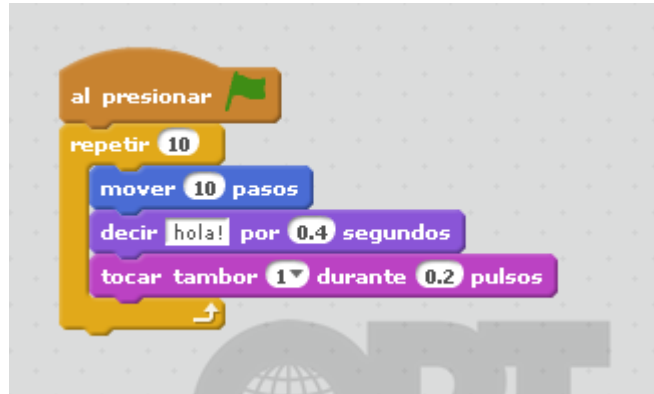 al presionar
repetir 10
mover 10 pasos
decir hola! por 0.4 segundos
tocar tambor 1 durante 0.2 pulsos